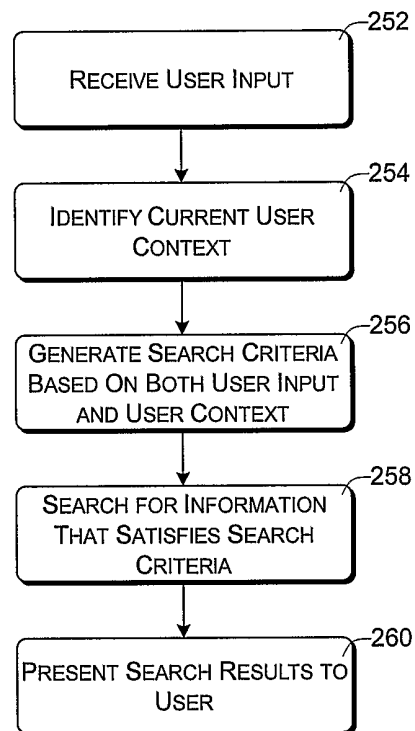 252
RECEIVE USER INPUT
254
IDENTIFY CURRENT USER
CONTEXT
256
GENERATE SEARCH CRITERIA
BASED ON BOTH USER INPUT
AND USER CONTEXT
258
SEARCH FOR INFORMATION
THAT SATISFIES SEARCH
CRITERIA
260
PRESENT SEARCH RESULTS TO
USER